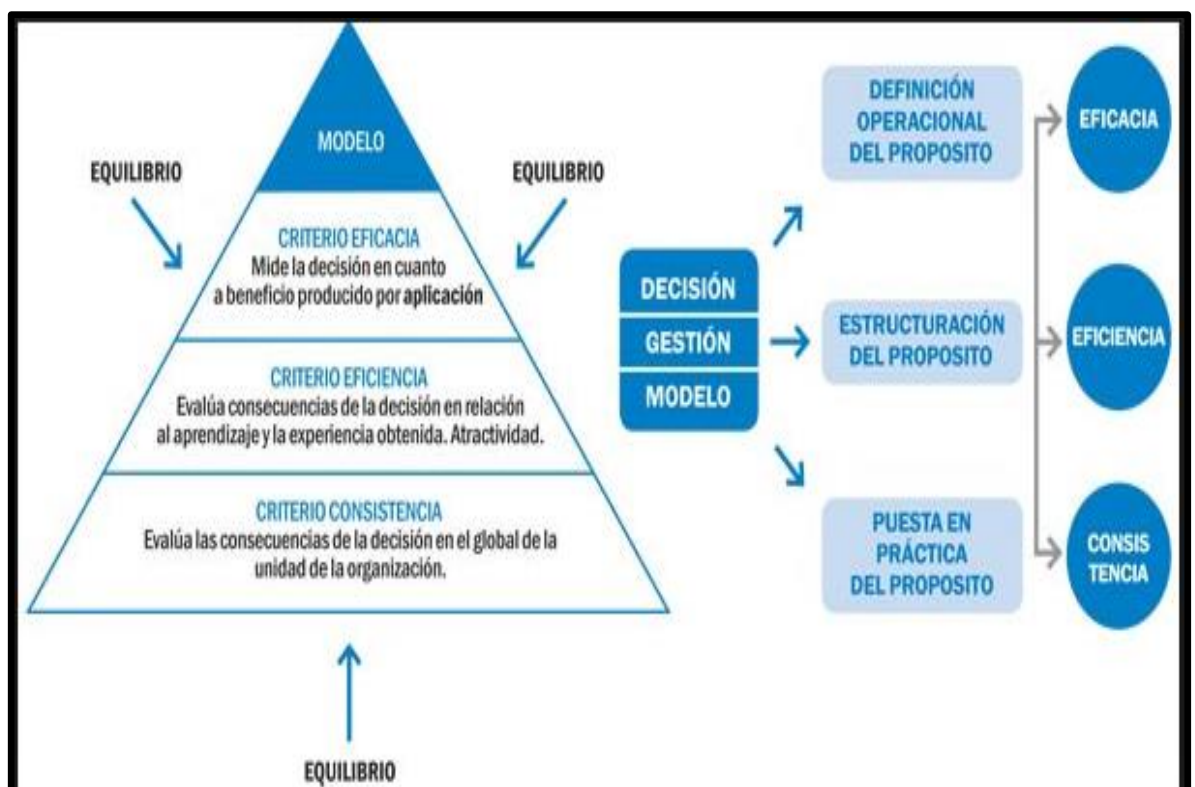 MODELO
EQUILIBRIO
EQUILIBRIO
CRITERIO EFICACIA
Mide la decisión en cuanto
a beneficio producido por aplicación
CRITERIO EFICIENCIA
Evalúa consecuencias de la decisión en relación
al aprendizaje y la experiencia obtenida. Atractividad.
CRITERIO CONSISTENCIA
Evalúa las consecuencias de la decisión en el global de la
unidad de la organización.
EQUILIBRIO
DECISIÓN
GESTIÓN
MODELO
DEFINICIÓN
OPERACIONAL
DEL PROPOSITO
ESTRUCTURACIÓN
DEL PROPOSITO
PUESTA EN
PRÁCTICA
DEL PROPOSITO
EFICACIA
EFICIENCIA
CONSIS
TENCIA